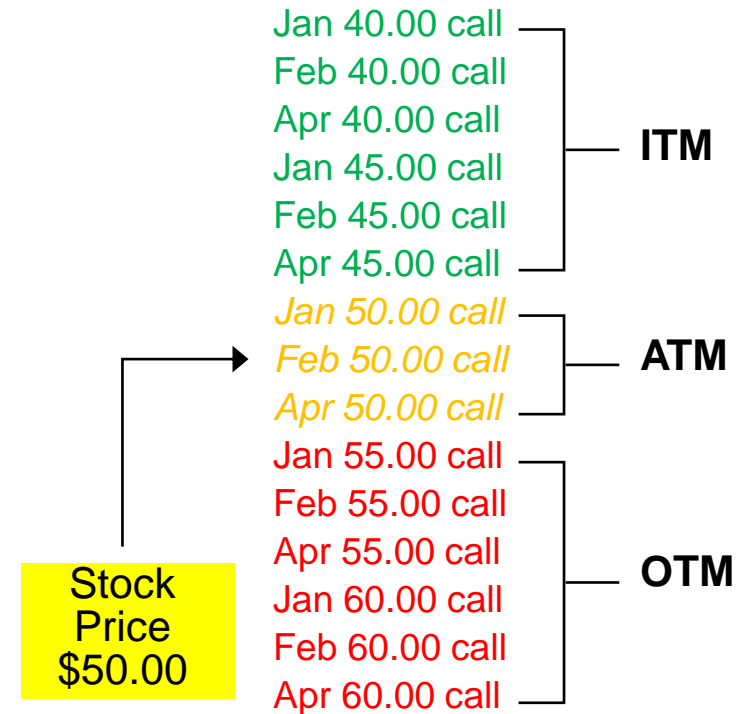 Jan 40.00 call
Feb 40.00 call
Apr 40.00 call
Jan 45.00 call
Feb 45.00 call
Apr 45.00 call
ITM
Jan 50.00 call
Feb 50.00 call
Apr 50.00 call
ATM
Jan 55.00 call
Feb 55.00 call
Apr 55.00 call
Jan 60.00 call
Feb 60.00 call
Apr 60.00 call
OTM
Stock
Price
$50.00